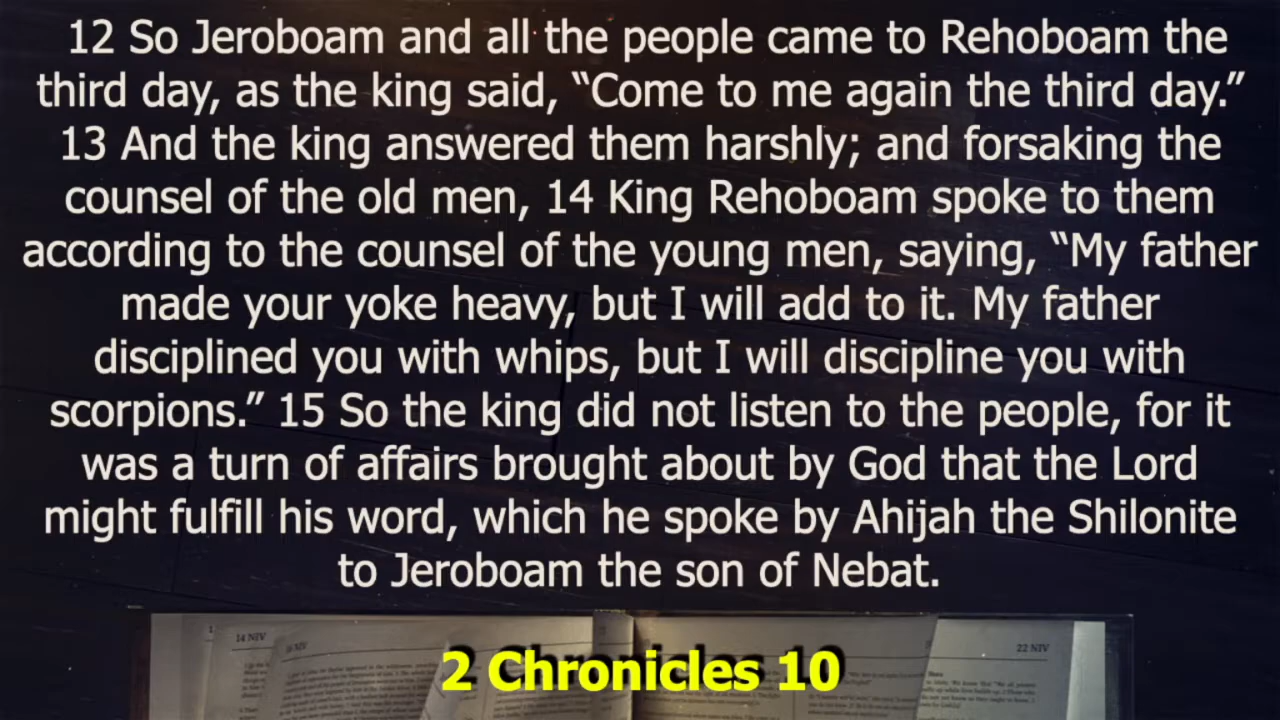 12 So Jeroboam and all the people came to Rehoboam the
third day, as the king said, “Come to me again the third day.”
13 And the king answered them harshly; and forsaking the
counsel of the old men, 14 King Rehoboam spoke to them
according to the counsel of the young men, saying, “My father
made your yoke heavy, but I will add to it. My father
disciplined you with whips, but I will discipline you with
scorpions.” 15 So the king did not listen to the people, for it
was a turn of affairs brought about by God that the Lord
might fulfill his word, which he spoke by Ahijah the Shilonite
to Jeroboam the son of Nebat.
14 NIV
22 NIV
2 Chronicles 10